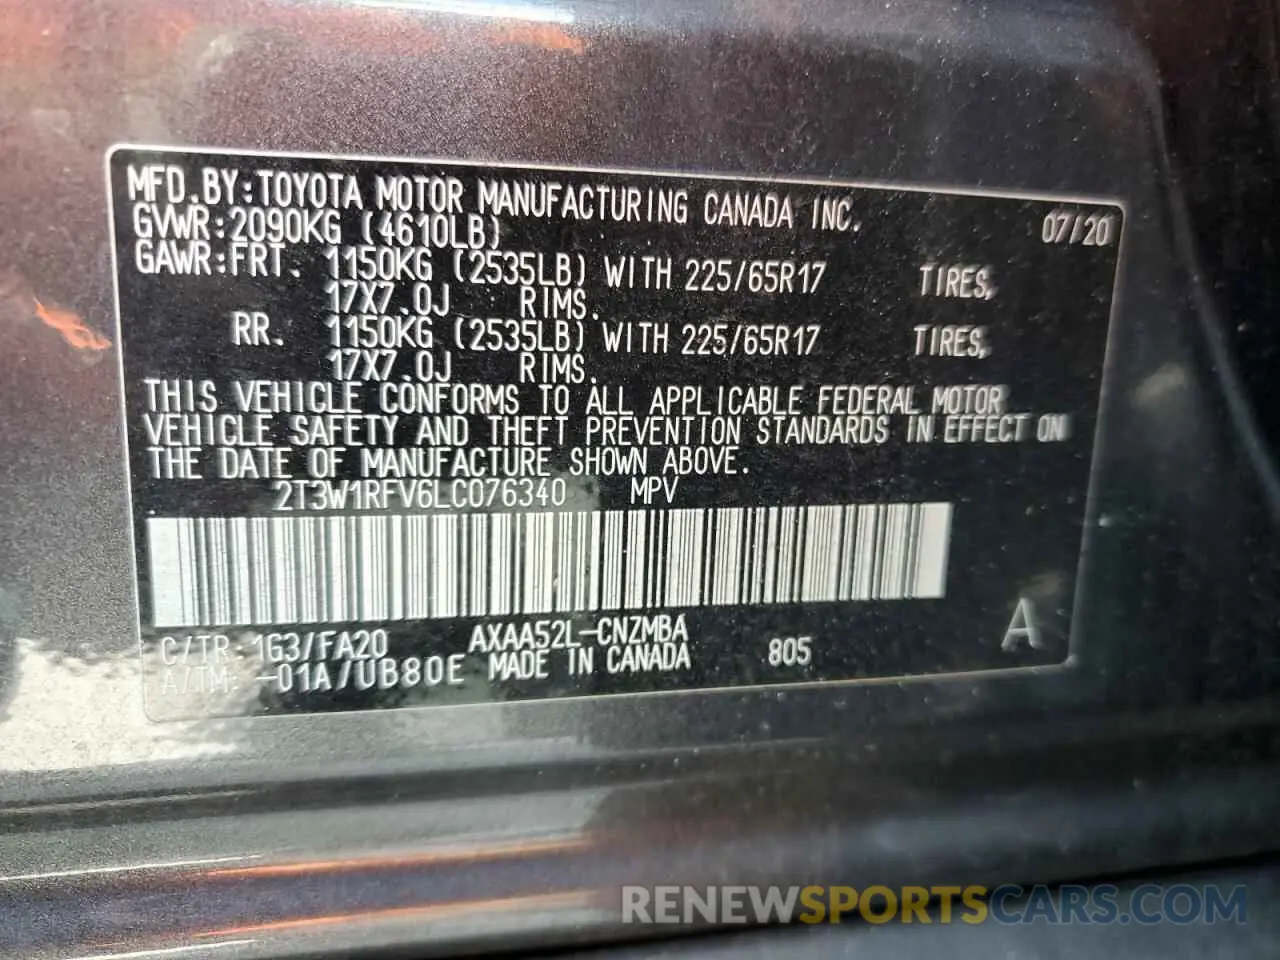 MFD.BY:TOYOTA MOTOR MANUFACTURING CANADA INC. 07/20
GVWR:2090KG (4610LB)
GAWR:FRT. 1150KG (2535LB) WITH 225/65R17 TIRES,
17X7.0J RIMS.
RR. 1150KG (2535LB) WITH 225/65R17 TIRES,
17X7.0J RIMS.
THIS VEHICLE CONFORMS TO ALL APPLICABLE FEDERAL MOTOR
VEHICLE SAFETY AND THEFT PREVENTION STANDARDS IN EFFECT ON
THE DATE OF MANUFACTURE SHOWN ABOVE.
2T3W1RFV6LC076340 MPV
C/TR:1G3/FA20 AXAA52L-CNZMBA 805 A
A/TM:-01A/UB80E MADE IN CANADA
RENEWSPORTSCARS.COM